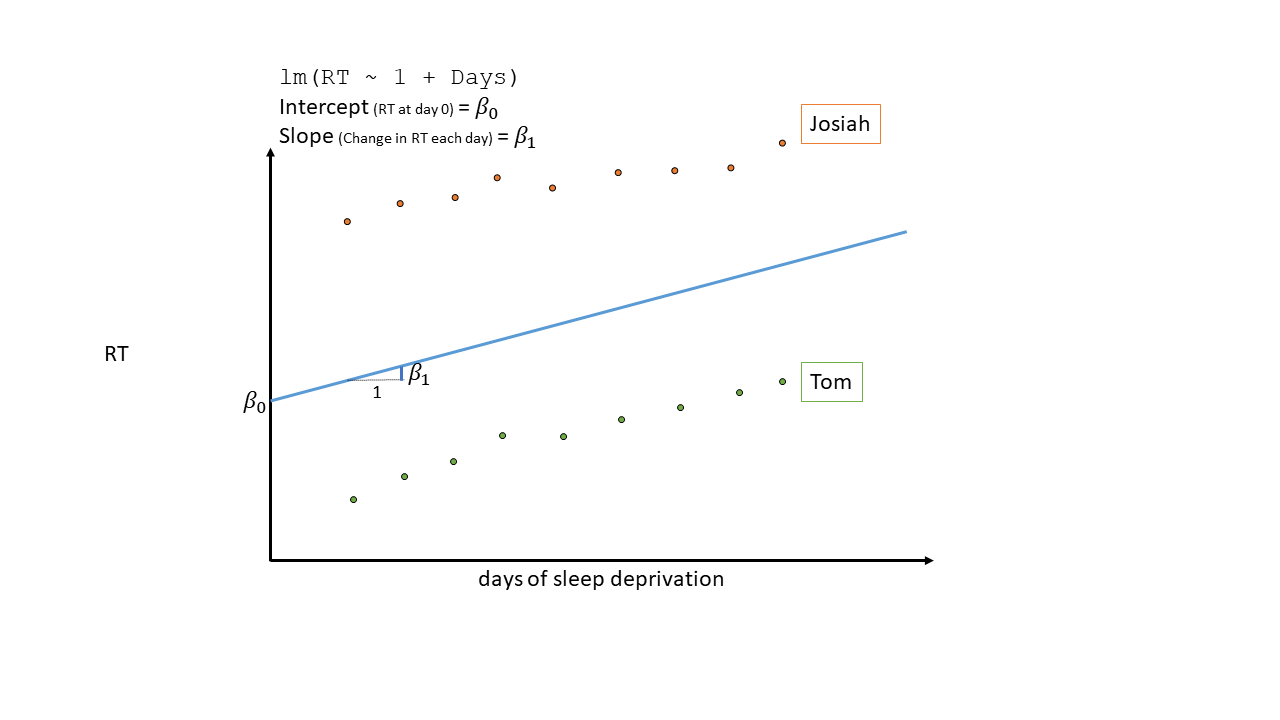 lm(RT ~ 1 + Days)
Intercept (RT at day 0) = β₀
Slope (Change in RT each day) = β₁
Josiah
RT
β₁
1
Tom
β₀
days of sleep deprivation